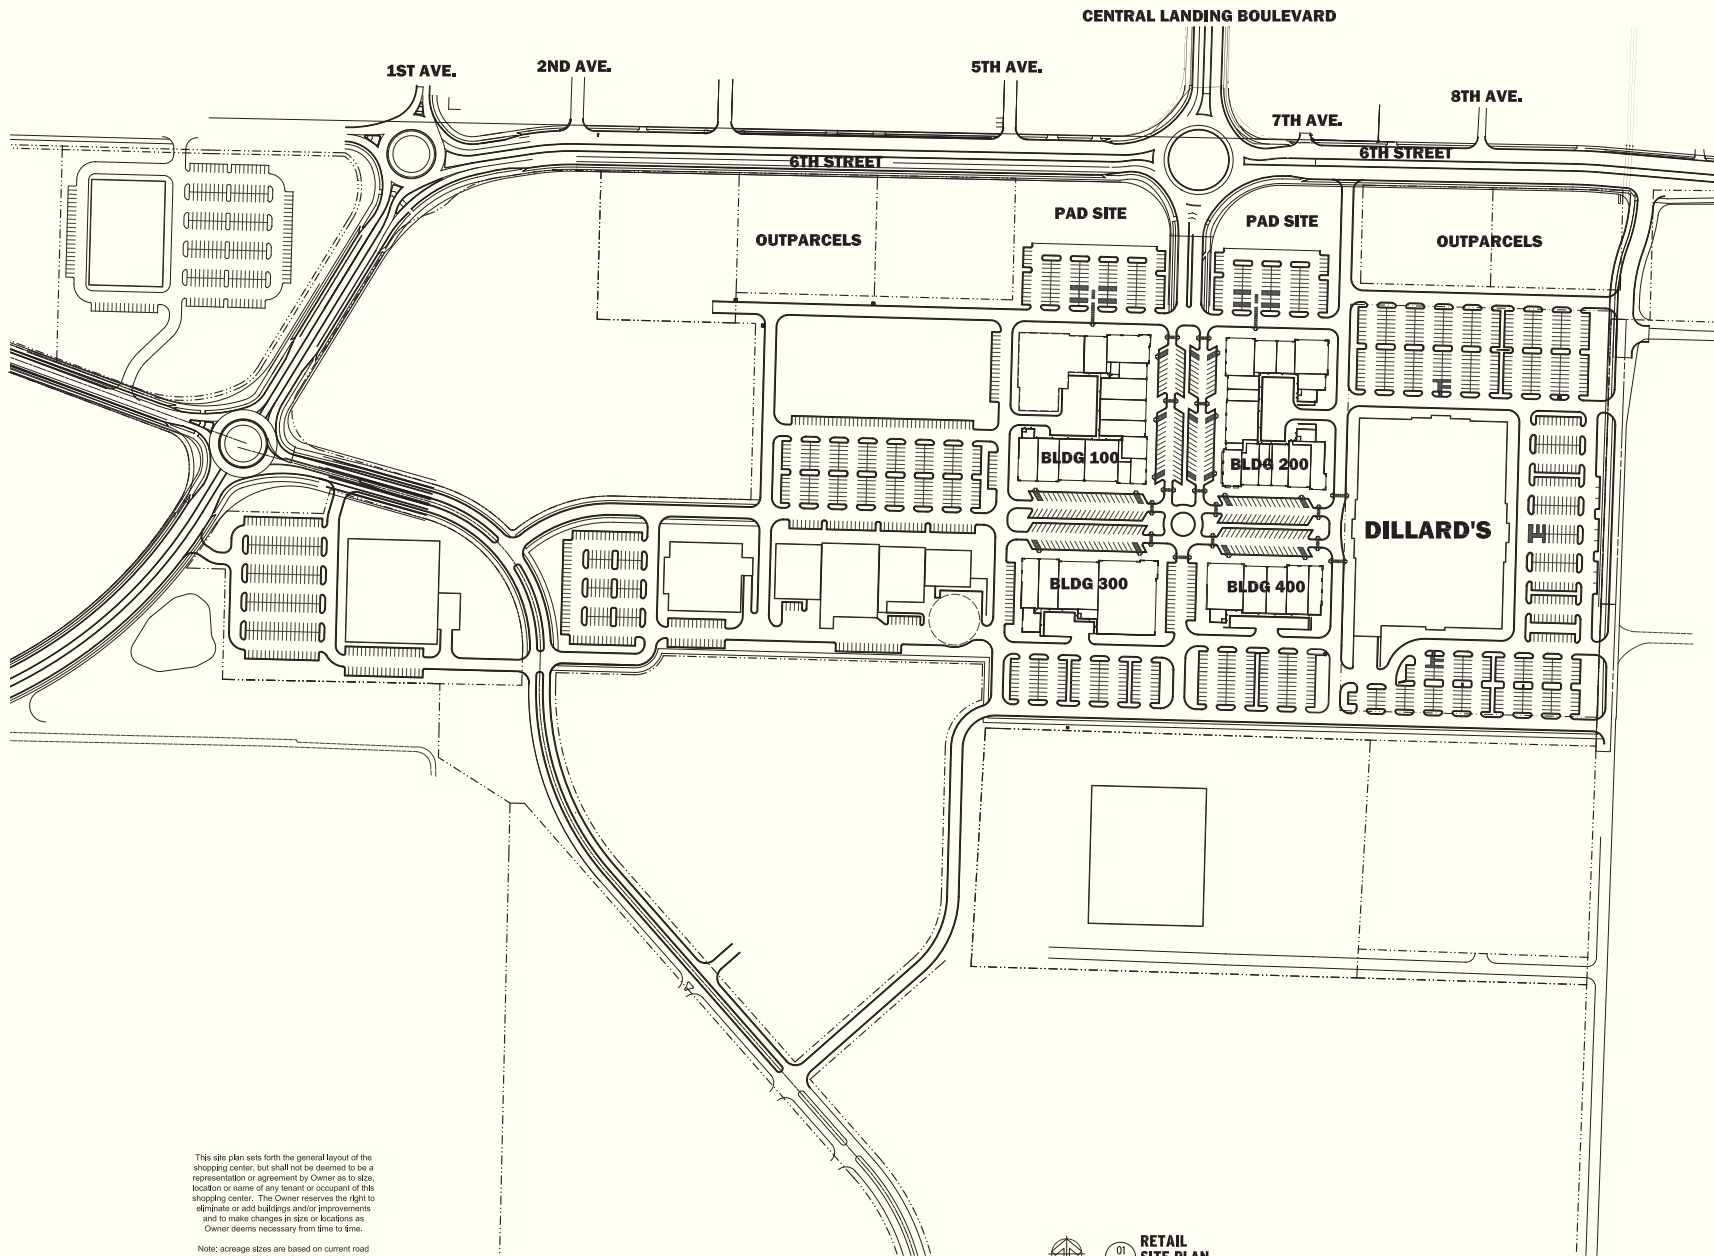 CENTRAL LANDING BOULEVARD
1ST AVE.
2ND AVE.
5TH AVE.
8TH AVE.
7TH AVE.
6TH STREET
6TH STREET
PAD SITE
PAD SITE
OUTPARCELS
OUTPARCELS
BLDG 100
BLDG 200
DILLARD'S
BLDG 300
BLDG 400
This site plan sets forth the general layout of the
shopping center, but shall not be deemed to be a
representation or agreement by Owner as to size,
location or name of any tenant or occupant of this
shopping center. The Owner reserves the right to
eliminate or add buildings and/or improvements
and to make changes in size or locations as
Owner deems necessary from time to time.
Note: acreage sizes are based on current road
01
RETAIL
SITE PLAN